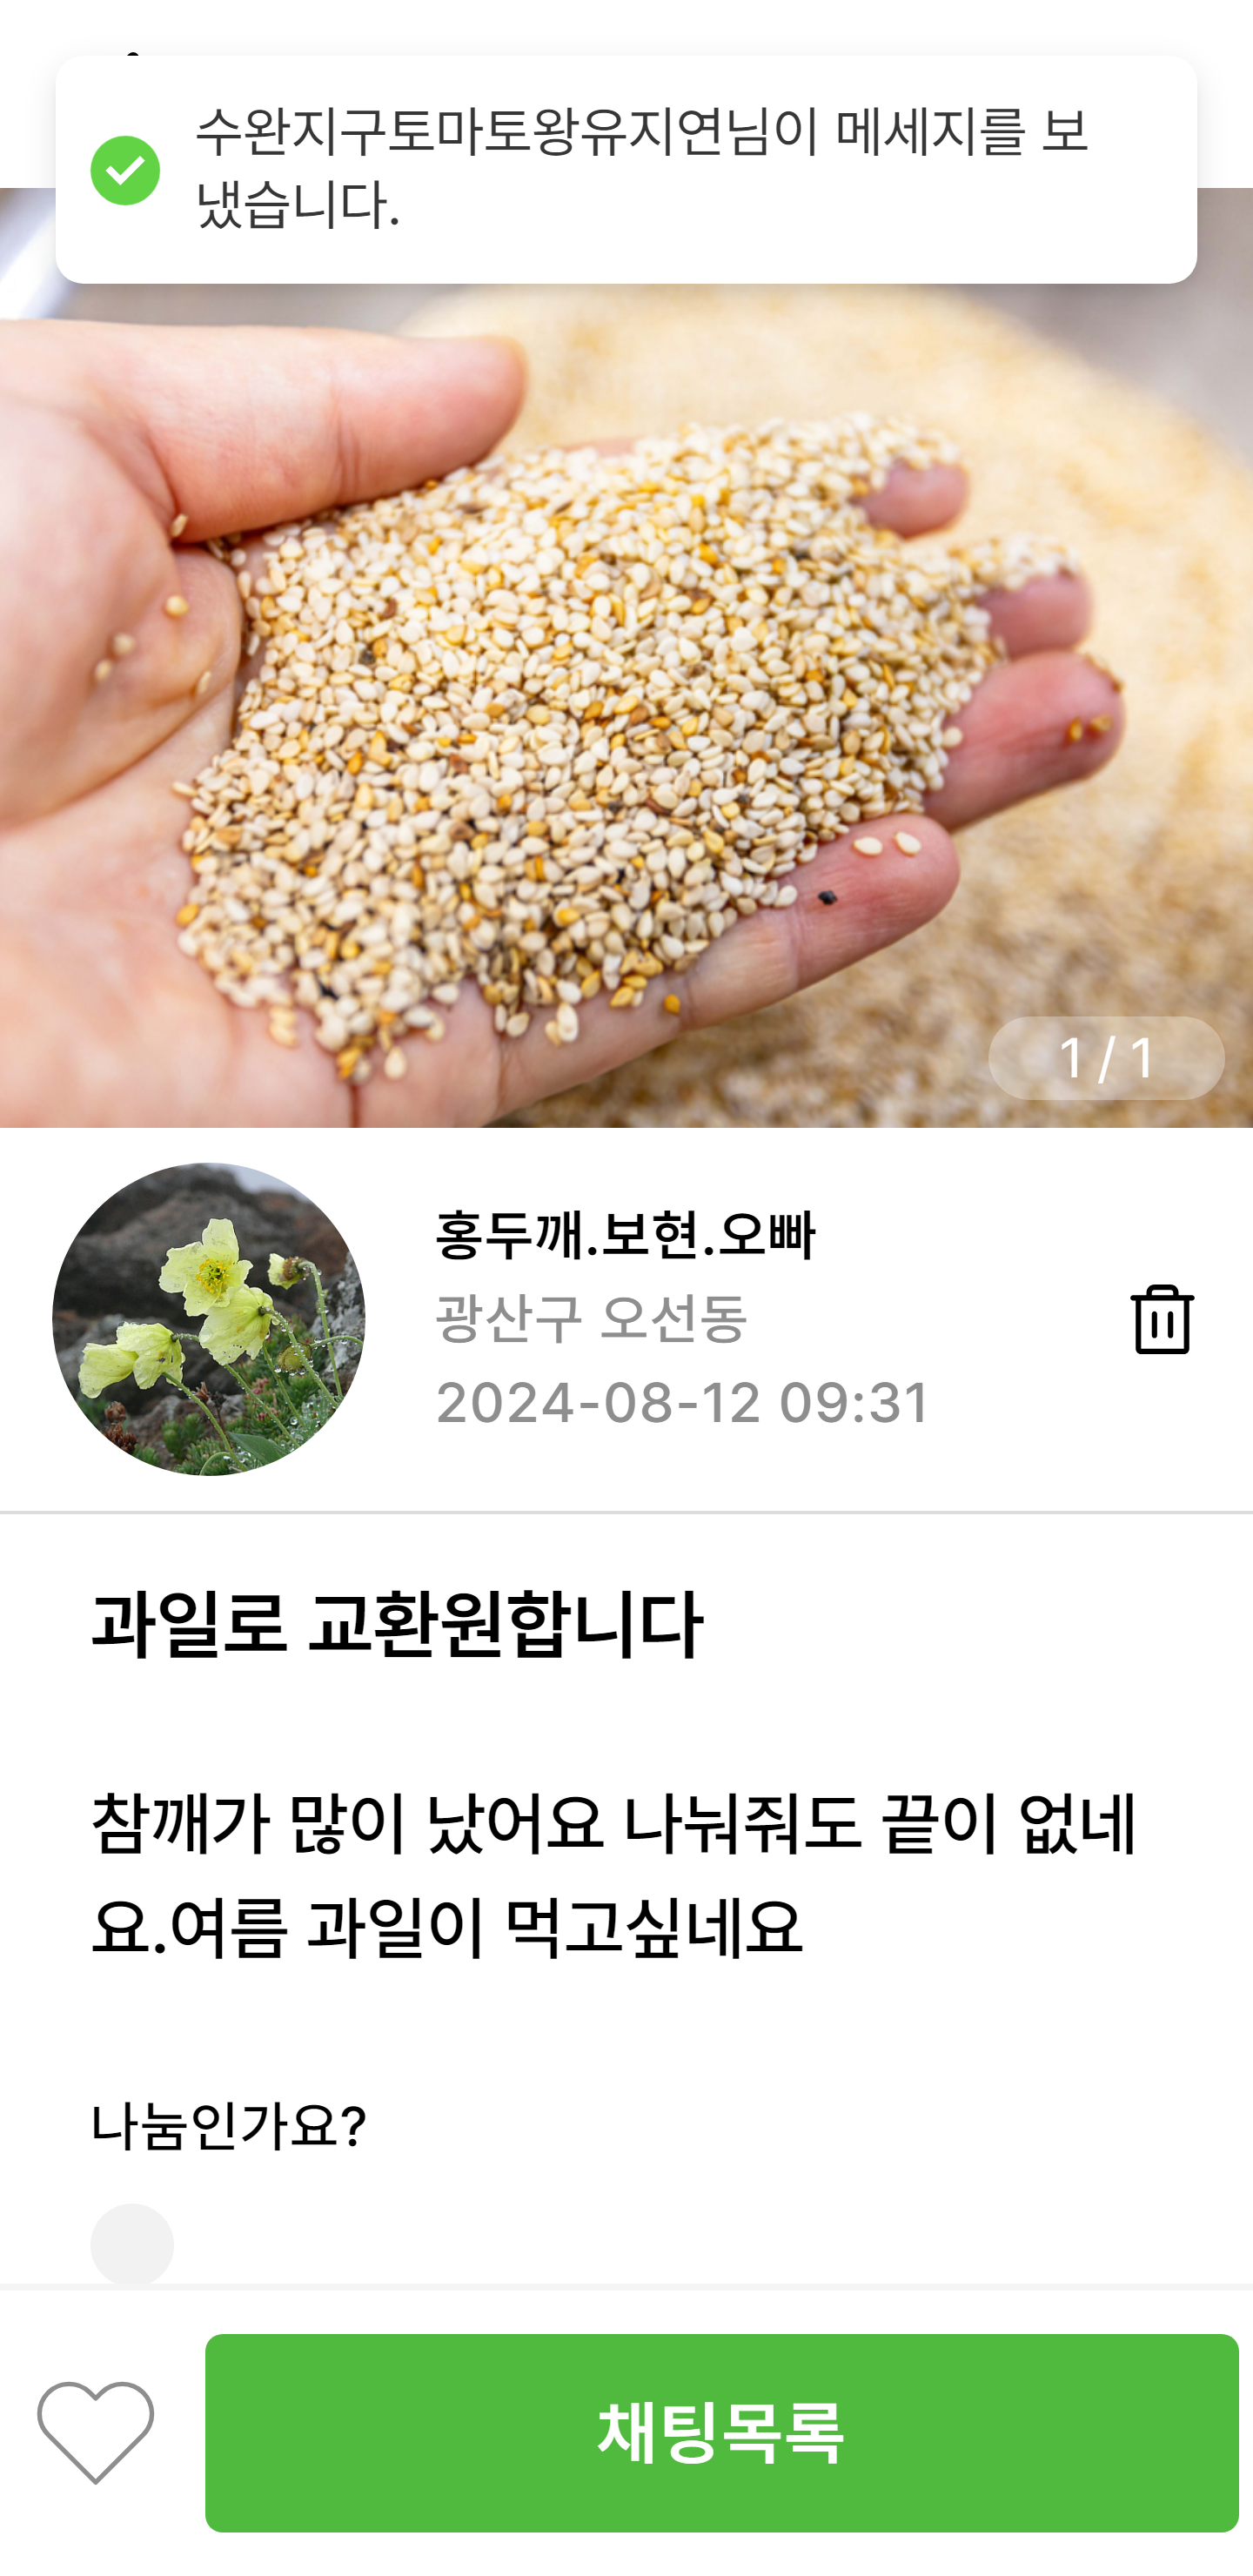 수완지구토마토왕유지연님이 메세지를 보
냈습니다.
1 / 1
홍두깨.보현.오빠
광산구 오선동
2024-08-12 09:31
과일로 교환원합니다
참깨가 많이 났어요 나눠줘도 끝이 없네
요.여름 과일이 먹고싶네요
나눔인가요?
채팅목록